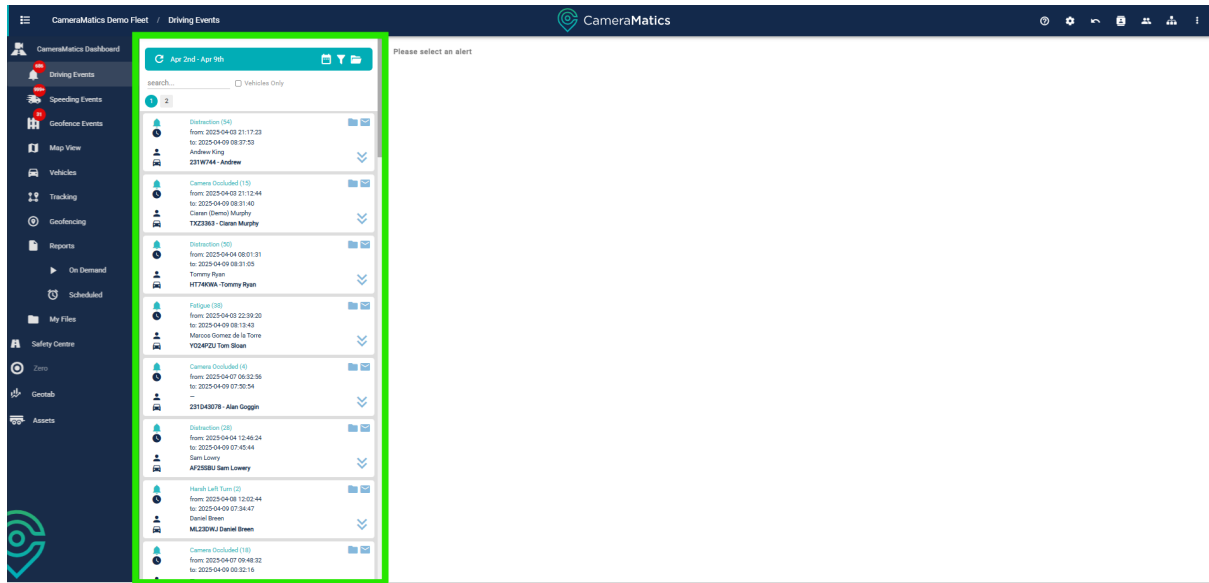 CameraMatics Demo Fleet / Driving Events
CameraMatics
CameraMatics Dashboard
999
Driving Events
999+
Speeding Events
21
Geofence Events
Map View
Vehicles
Tracking
Geofencing
Reports
On Demand
Scheduled
My Files
Safety Centre
Zero
Geotab
Assets
Apr 2nd - Apr 9th
search...
Vehicles Only
1 2
Distraction (54)
from: 2025-04-03 21:17:23
to: 2025-04-09 08:37:53
Andrew King
231W744 - Andrew
Camera Occluded (15)
from: 2025-04-03 21:12:44
to: 2025-04-09 08:31:40
Ciaran (Demo) Murphy
TXZ3363 - Ciaran Murphy
Distraction (50)
from: 2025-04-04 08:01:31
to: 2025-04-09 08:31:05
Tommy Ryan
HT74KWA -Tommy Ryan
Fatigue (38)
from: 2025-04-03 22:39:20
to: 2025-04-09 08:13:43
Marcos Gomez de la Torre
YO24PZU Tom Sloan
Camera Occluded (4)
from: 2025-04-07 06:32:56
to: 2025-04-09 07:50:54
--
231D43078 - Alan Goggin
Distraction (28)
from: 2025-04-04 12:46:24
to: 2025-04-09 07:45:44
Sam Lowry
AF25SBU Sam Lowery
Harsh Left Turn (2)
from: 2025-04-08 12:02:44
to: 2025-04-09 07:34:47
Daniel Breen
ML23DWJ Daniel Breen
Camera Occluded (18)
from: 2025-04-07 09:48:32
to: 2025-04-09 00:32:16
Please select an alert